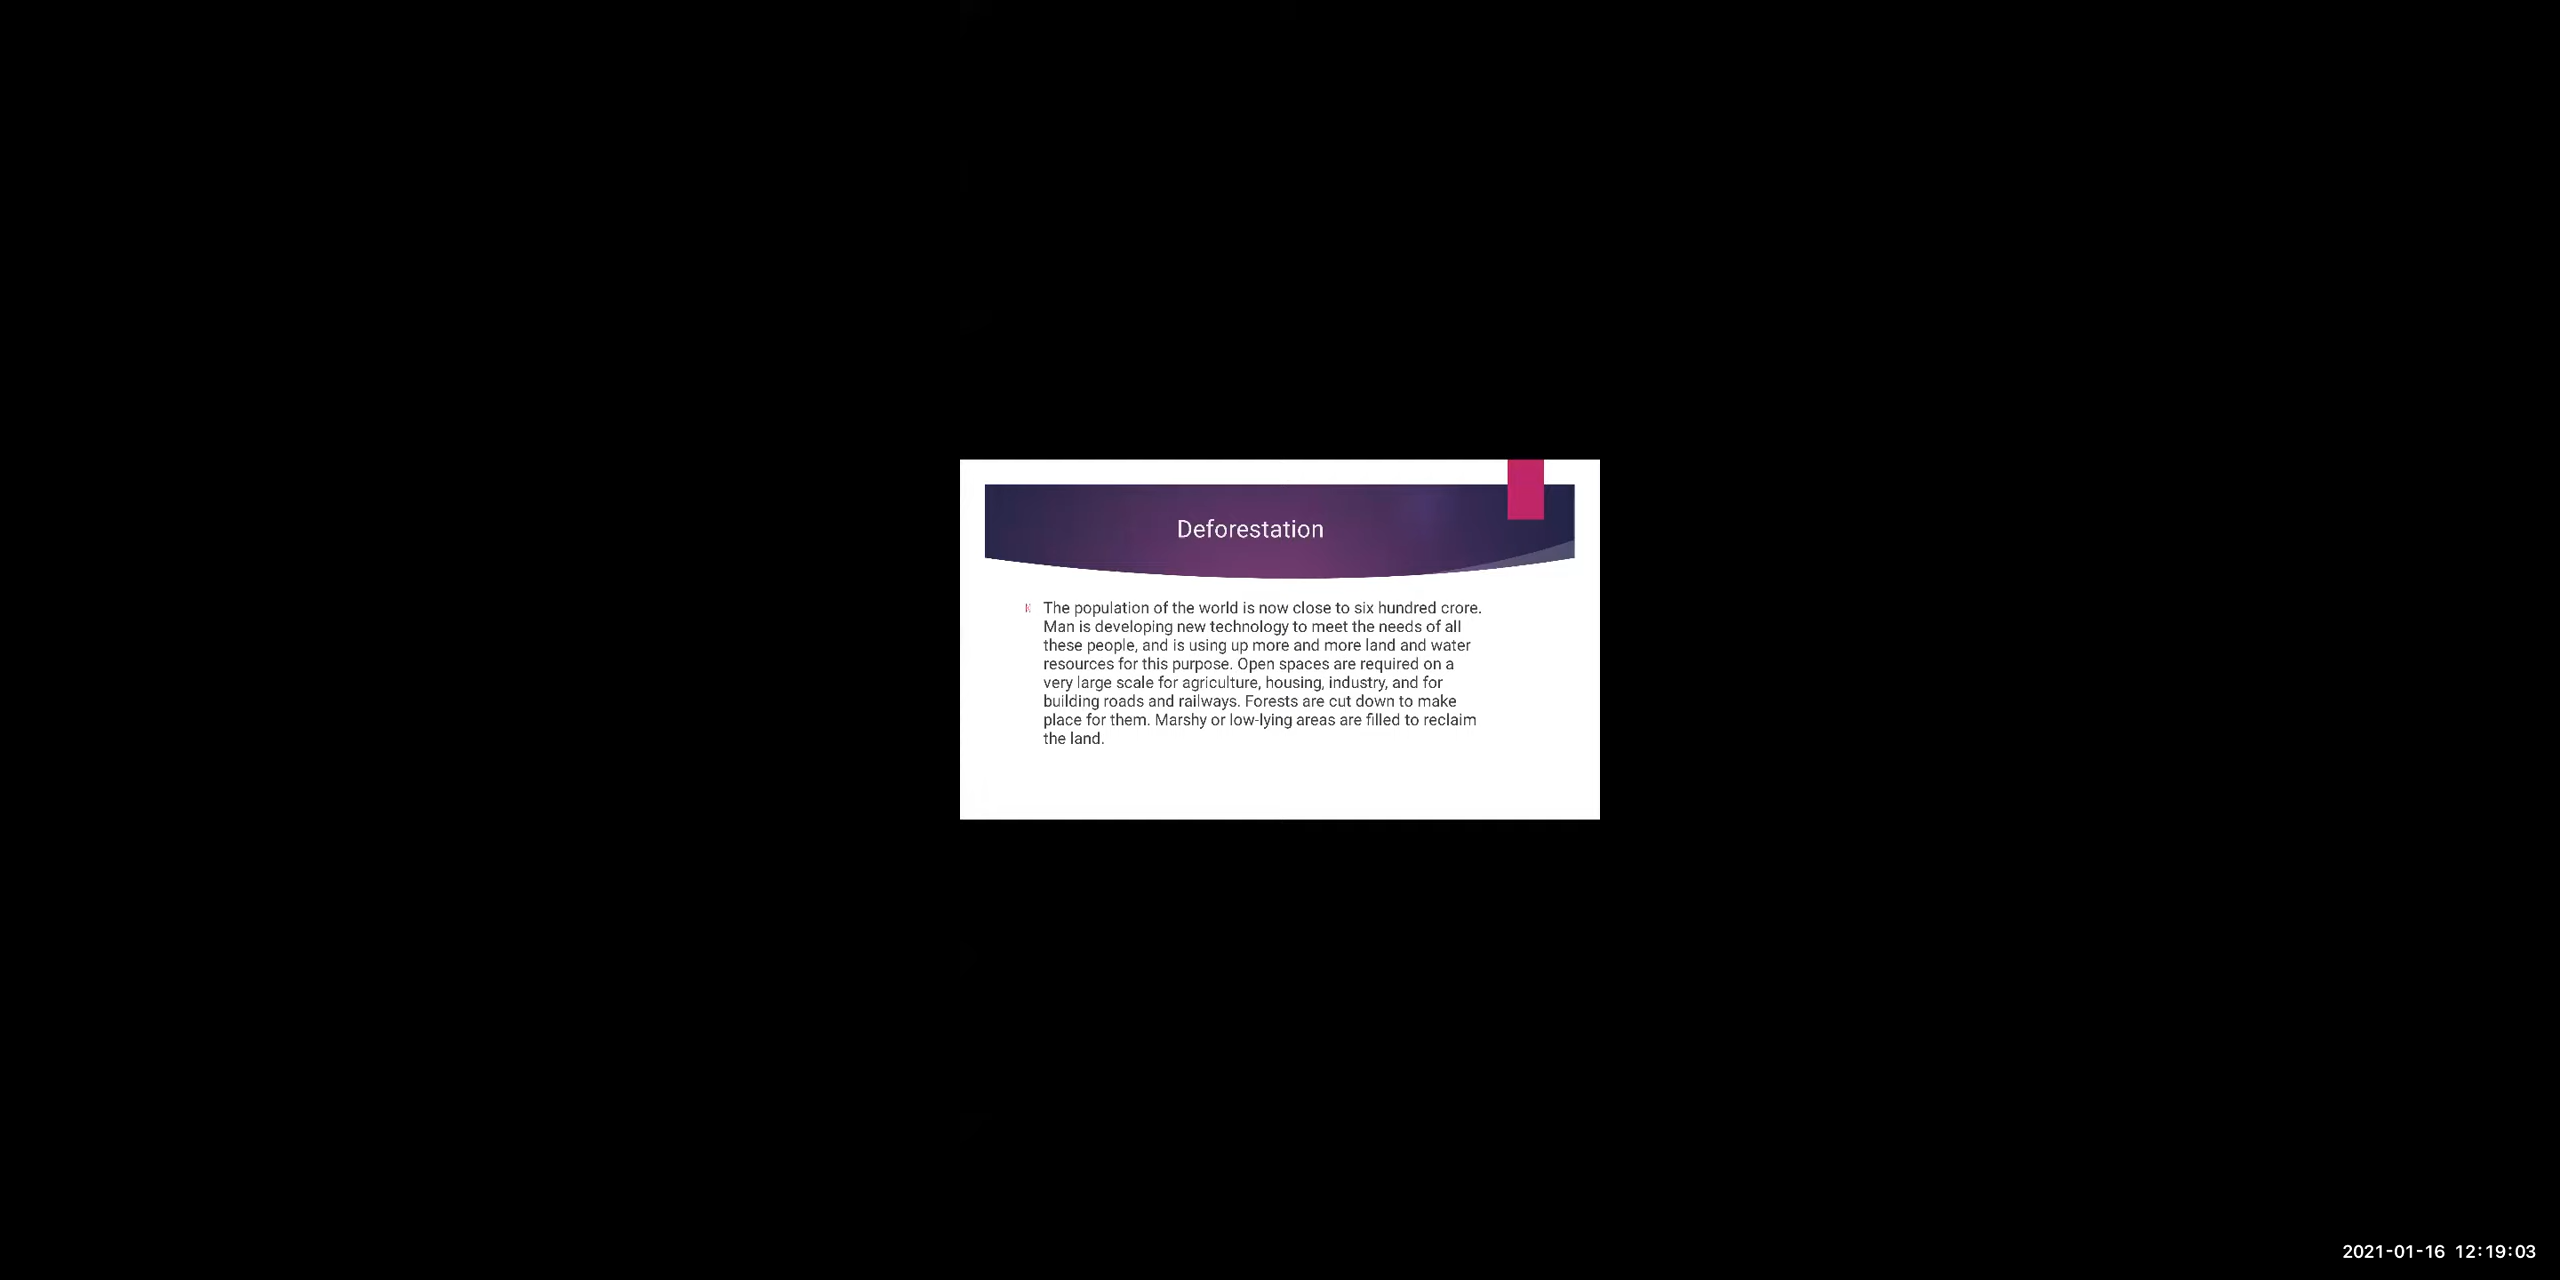 Deforestation
The population of the world is now close to six hundred crore.
Man is developing new technology to meet the needs of all
these people, and is using up more and more land and water
resources for this purpose. Open spaces are required on a
very large scale for agriculture, housing, industry, and for
building roads and railways. Forests are cut down to make
place for them. Marshy or low-lying areas are filled to reclaim
the land.
2021-01-16 12:19:03